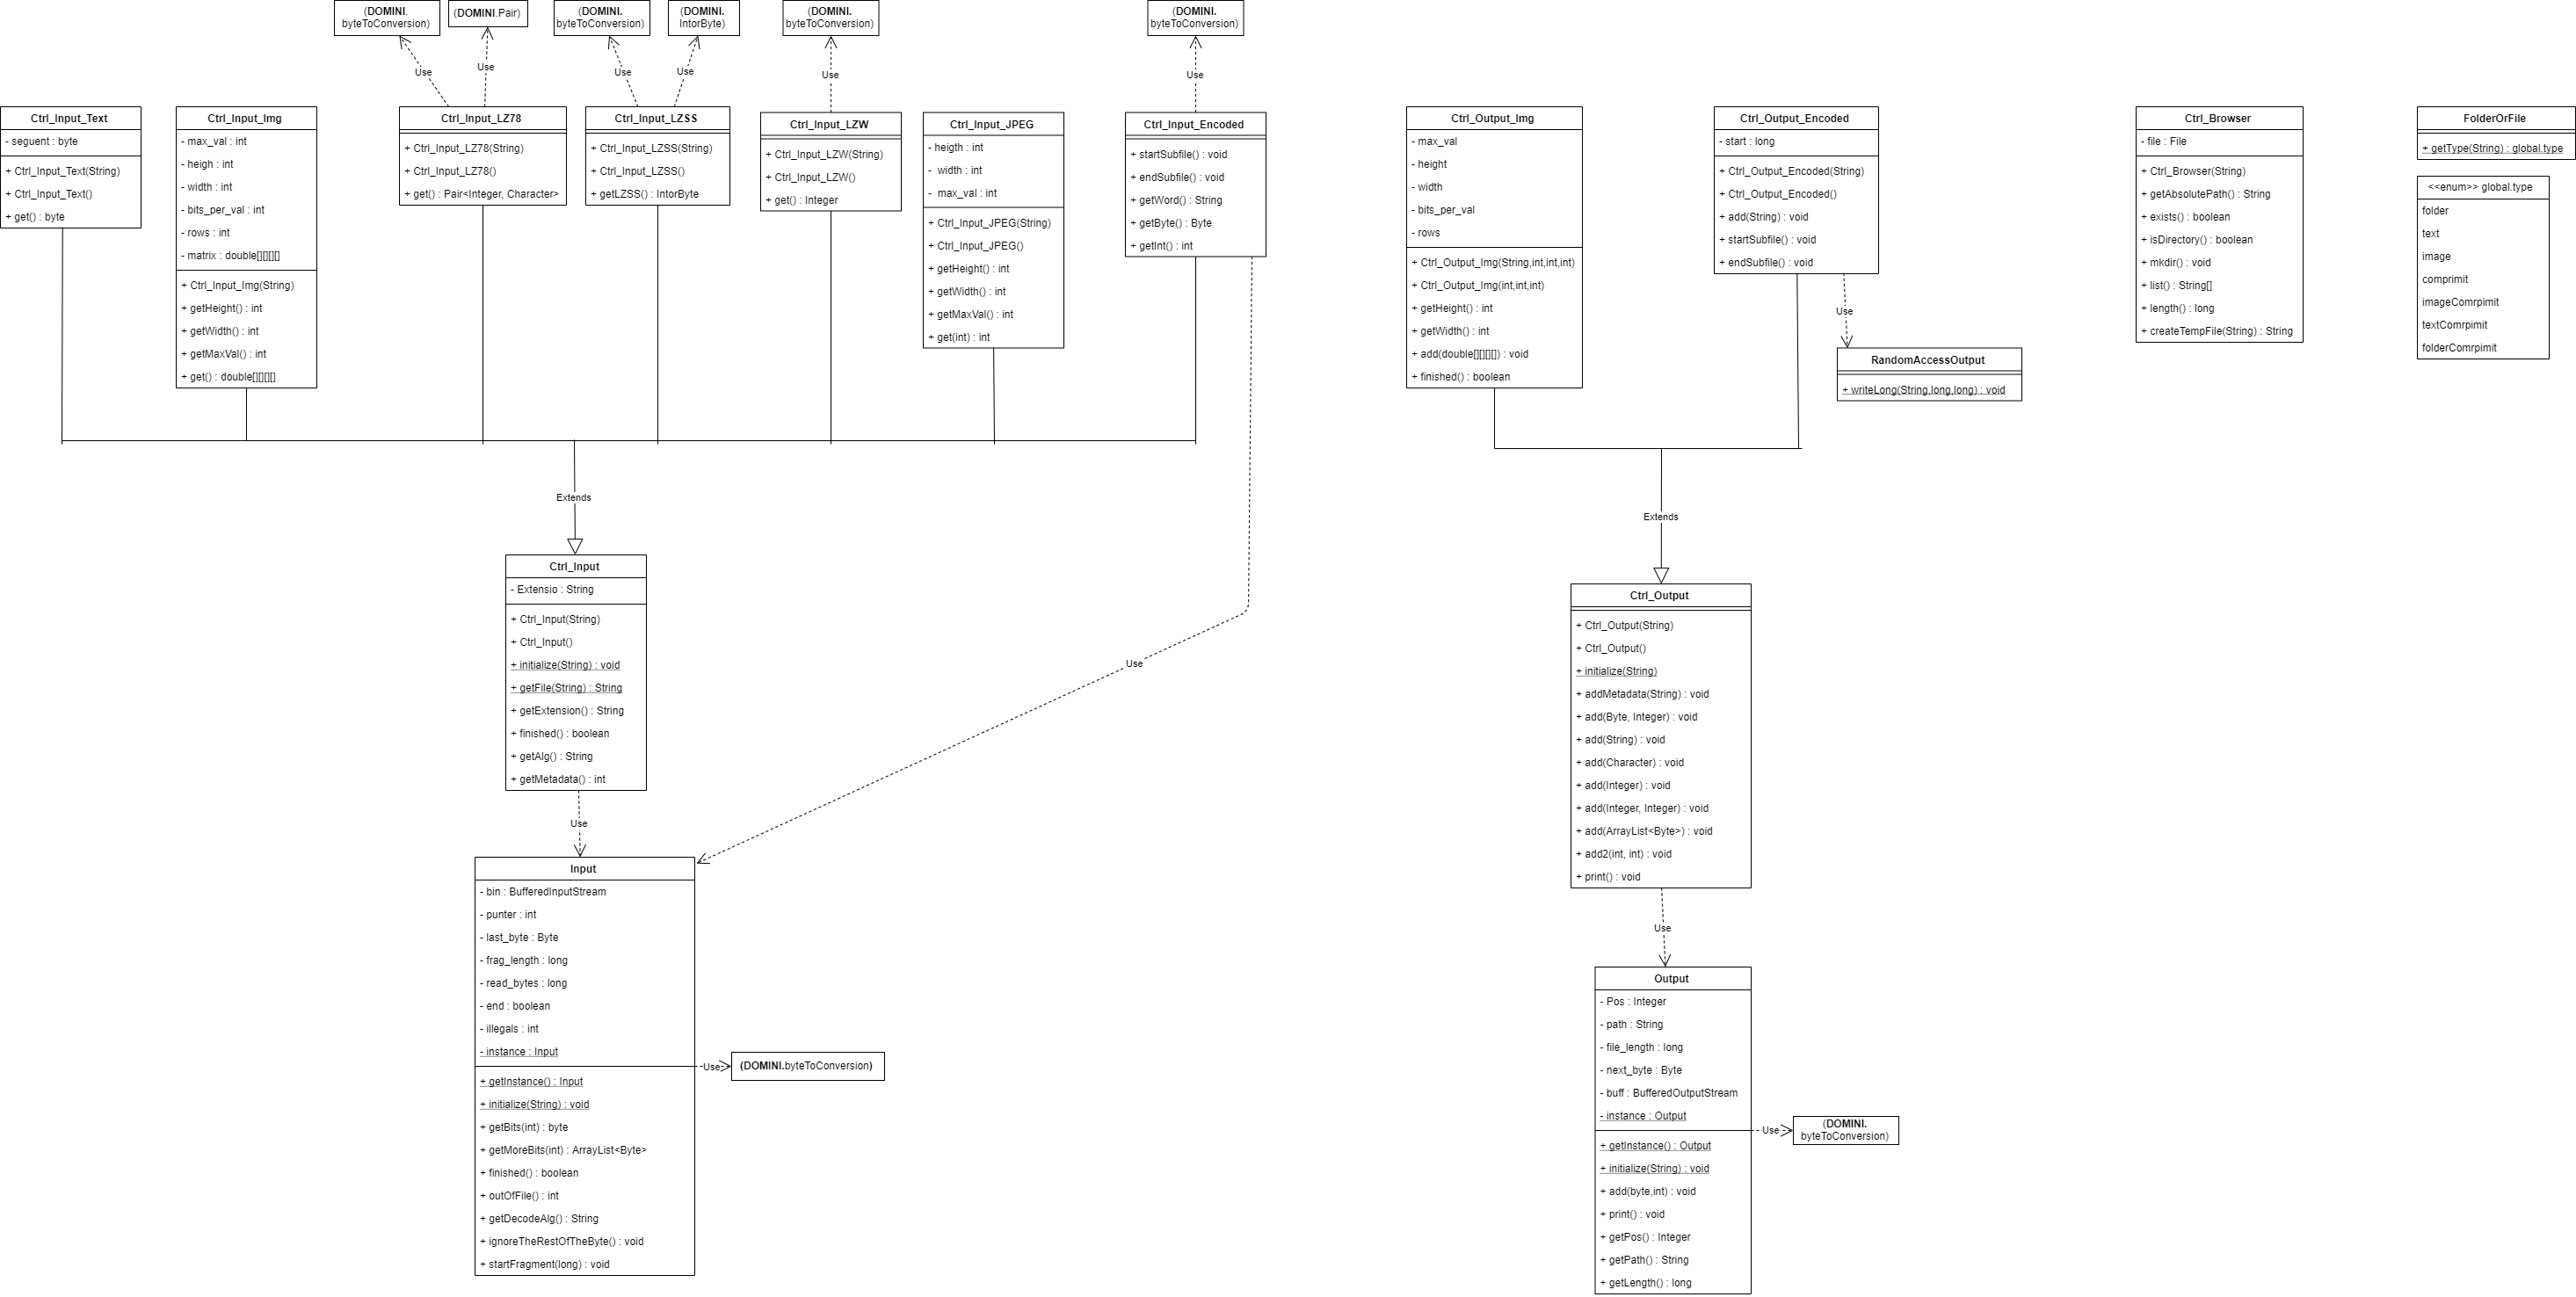 (DOMINI.
byteToConversion)
(DOMINI.Pair)
(DOMINI.
byteToConversion)
(DOMINI.
IntorByte)
(DOMINI.
byteToConversion)
(DOMINI.
byteToConversion)
Use
Use
Use
Use
Use
Use
Ctrl_Input_Text
- seguent : byte
+ Ctrl_Input_Text(String)
+ Ctrl_Input_Text()
+ get() : byte
Ctrl_Input_Img
- max_val : int
- heigh : int
- width : int
- bits_per_val : int
- rows : int
- matrix : double[][][][]
+ Ctrl_Input_Img(String)
+ getHeight() : int
+ getWidth() : int
+ getMaxVal() : int
+ get() : double[][][][]
Ctrl_Input_LZ78
+ Ctrl_Input_LZ78(String)
+ Ctrl_Input_LZ78()
+ get() : Pair<Integer, Character>
Ctrl_Input_LZSS
+ Ctrl_Input_LZSS(String)
+ Ctrl_Input_LZSS()
+ getLZSS() : IntorByte
Ctrl_Input_LZW
+ Ctrl_Input_LZW(String)
+ Ctrl_Input_LZW()
+ get() : Integer
Ctrl_Input_JPEG
- heigth : int
- width : int
- max_val : int
+ Ctrl_Input_JPEG(String)
+ Ctrl_Input_JPEG()
+ getHeight() : int
+ getWidth() : int
+ getMaxVal() : int
+ get(int) : int
Ctrl_Input_Encoded
+ startSubfile() : void
+ endSubfile() : void
+ getWord() : String
+ getByte() : Byte
+ getInt() : int
Ctrl_Output_Img
- max_val
- height
- width
- bits_per_val
- rows
+ Ctrl_Output_Img(String,int,int,int)
+ Ctrl_Output_Img(int,int,int)
+ getHeight() : int
+ getWidth() : int
+ add(double[][][][]) : void
+ finished() : boolean
Ctrl_Output_Encoded
- start : long
+ Ctrl_Output_Encoded(String)
+ Ctrl_Output_Encoded()
+ add(String) : void
+ startSubfile() : void
+ endSubfile() : void
Use
RandomAccessOutput
+ writeLong(String,long,long) : void
Ctrl_Browser
- file : File
+ Ctrl_Browser(String)
+ getAbsolutePath() : String
+ exists() : boolean
+ isDirectory() : boolean
+ mkdir() : void
+ list() : String[]
+ length() : long
+ createTempFile(String) : String
FolderOrFile
+ getType(String) : global.type
<<enum>> global.type
folder
text
image
comprimit
imageComrpimit
textComrpimit
folderComrpimit
Extends
Extends
Ctrl_Input
- Extensio : String
+ Ctrl_Input(String)
+ Ctrl_Input()
+ initialize(String) : void
+ getFile(String) : String
+ getExtension() : String
+ finished() : boolean
+ getAlg() : String
+ getMetadata() : int
Use
Use
Input
- bin : BufferedInputStream
- punter : int
- last_byte : Byte
- frag_length : long
- read_bytes : long
- end : boolean
- illegals : int
- instance : Input
+ getInstance() : Input
+ initialize(String) : void
+ getBits(int) : byte
+ getMoreBits(int) : ArrayList<Byte>
+ finished() : boolean
+ outOfFile() : int
+ getDecodeAlg() : String
+ ignoreTheRestOfTheByte() : void
+ startFragment(long) : void
Use
(DOMINI.byteToConversion)
Ctrl_Output
+ Ctrl_Output(String)
+ Ctrl_Output()
+ initialize(String)
+ addMetadata(String) : void
+ add(Byte, Integer) : void
+ add(String) : void
+ add(Character) : void
+ add(Integer) : void
+ add(Integer, Integer) : void
+ add(ArrayList<Byte>) : void
+ add2(int, int) : void
+ print() : void
Use
Output
- Pos : Integer
- path : String
- file_length : long
- next_byte : Byte
- buff : BufferedOutputStream
- instance : Output
+ getInstance() : Output
+ initialize(String) : void
+ add(byte,int) : void
+ print() : void
+ getPos() : Integer
+ getPath() : String
+ getLength() : long
Use
(DOMINI.
byteToConversion)